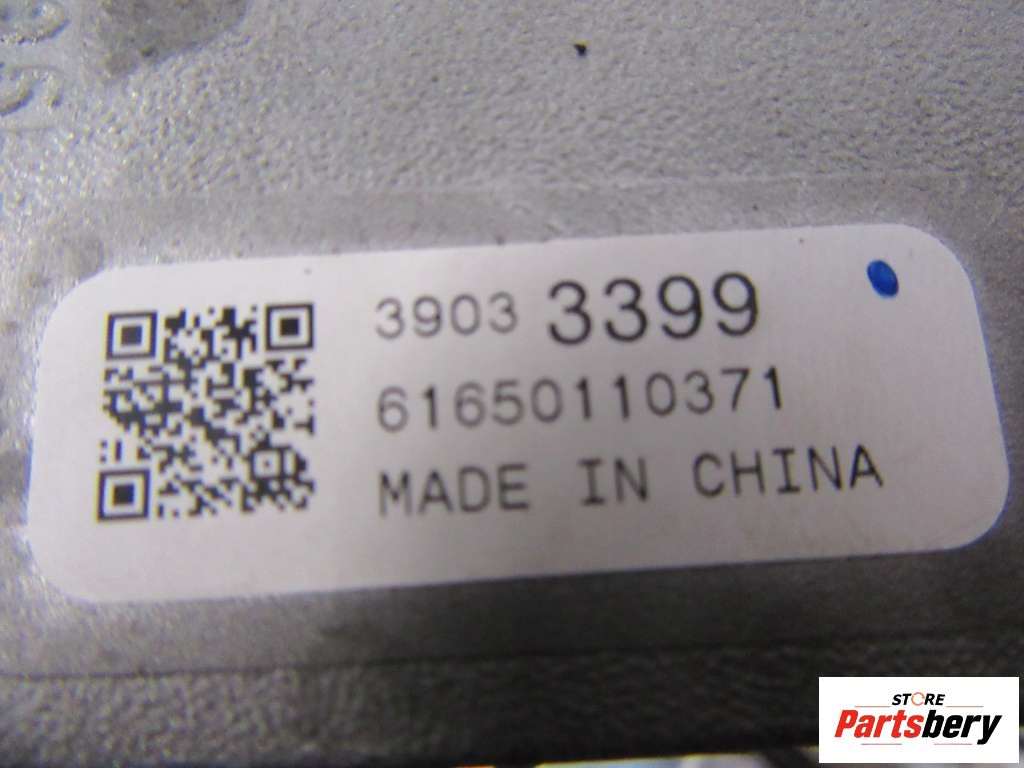 3903 3399
61650110371
MADE IN CHINA
STORE
Partsbery